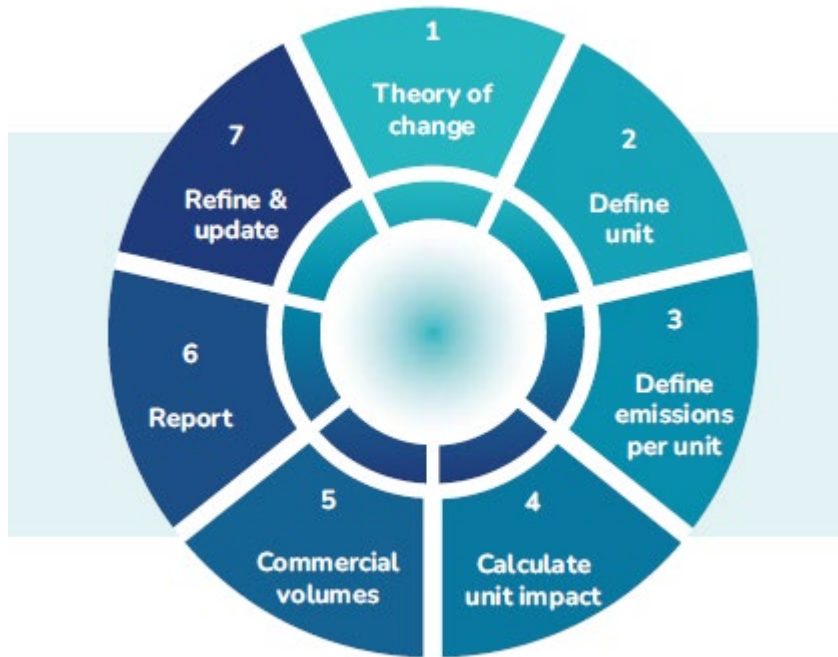 1
Theory of
change
2
Define
unit
3
Define
emissions
per unit
4
Calculate
unit impact
5
Commercial
volumes
6
Report
7
Refine &
update